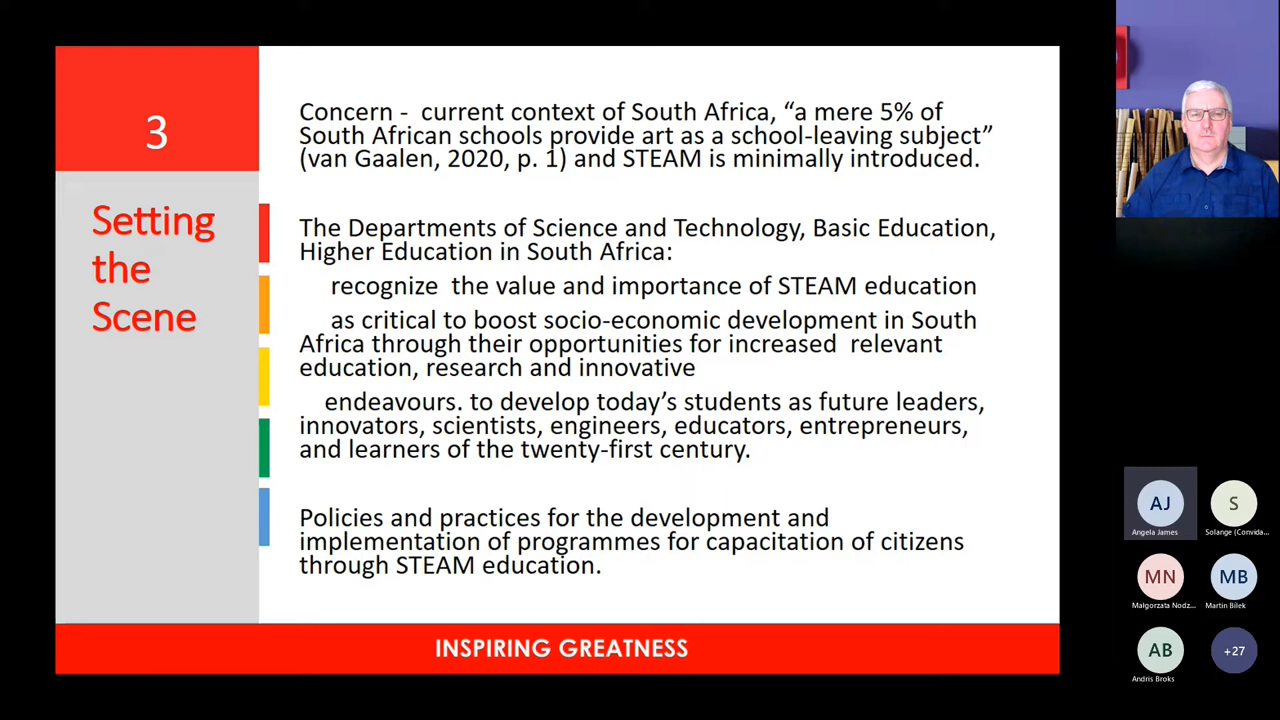 3
Setting
the
Scene
Concern - current context of South Africa, “a mere 5% of
South African schools provide art as a school-leaving subject”
(van Gaalen, 2020, p. 1) and STEAM is minimally introduced.
The Departments of Science and Technology, Basic Education,
Higher Education in South Africa:
recognize the value and importance of STEAM education
as critical to boost socio-economic development in South
Africa through their opportunities for increased relevant
education, research and innovative
endeavours. to develop today’s students as future leaders,
innovators, scientists, engineers, educators, entrepreneurs,
and learners of the twenty-first century.
Policies and practices for the development and
implementation of programmes for capacitation of citizens
through STEAM education.
INSPIRING GREATNESS
AJ
Angela James
S
Solange (Convida...
MN
Małgorzata Nodz...
MB
Martin Bilek
AB
Andris Broks
+27